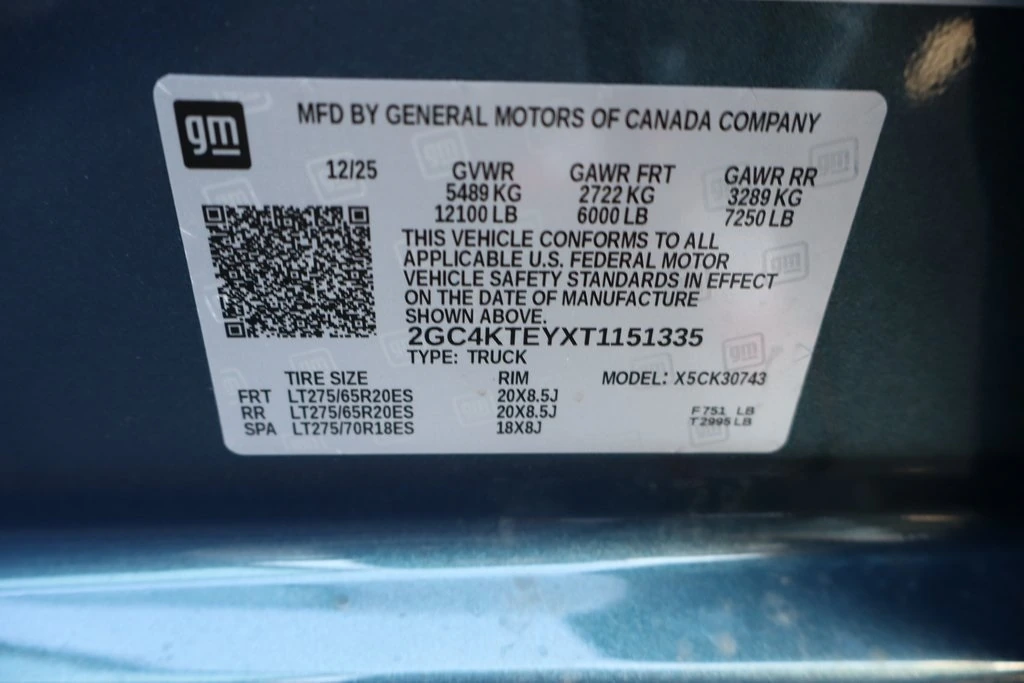 gm
MFD BY GENERAL MOTORS OF CANADA COMPANY
12/25 GVWR GAWR FRT GAWR RR
5489 KG 2722 KG 3289 KG
12100 LB 6000 LB 7250 LB
THIS VEHICLE CONFORMS TO ALL
APPLICABLE U.S. FEDERAL MOTOR
VEHICLE SAFETY STANDARDS IN EFFECT
ON THE DATE OF MANUFACTURE
SHOWN ABOVE.
2GC4KTEYXT1151335
TYPE: TRUCK
TIRE SIZE RIM MODEL: X5CK30743
FRT LT275/65R20ES 20X8.5J
RR LT275/65R20ES 20X8.5J F751 LB
SPA LT275/70R18ES 18X8J T2995 LB